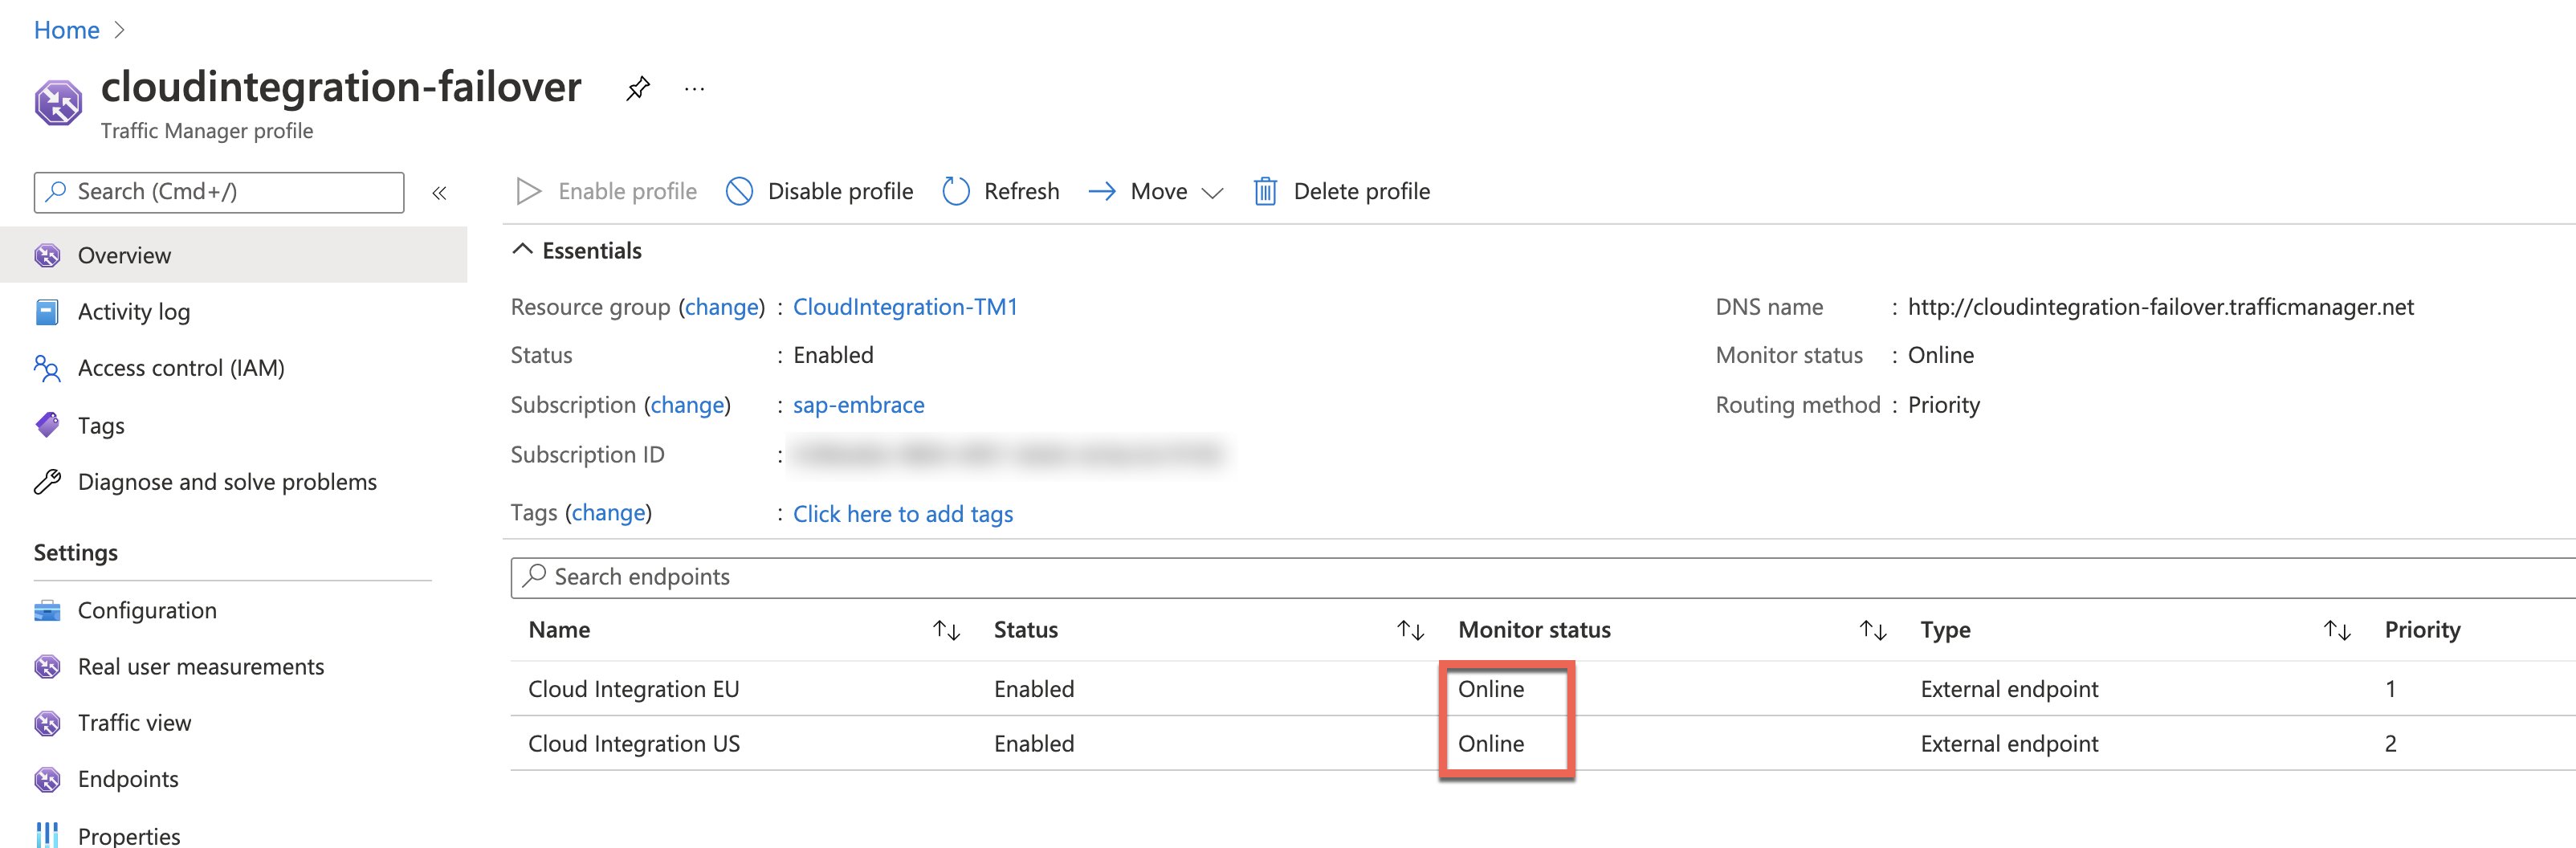 Home
cloudintegration-failover
Traffic Manager profile
Search (Cmd+/)
Enable profile Disable profile Refresh Move Delete profile
Overview
Activity log
Access control (IAM)
Tags
Diagnose and solve problems
Settings
Configuration
Real user measurements
Traffic view
Endpoints
Properties
Essentials
Resource group (change) : CloudIntegration-TM1
Status : Enabled
Subscription (change) : sap-embrace
Subscription ID :
Tags (change) : Click here to add tags
DNS name : http://cloudintegration-failover.trafficmanager.net
Monitor status : Online
Routing method : Priority
Search endpoints
Name Status Monitor status Type Priority
Cloud Integration EU Enabled Online External endpoint 1
Cloud Integration US Enabled Online External endpoint 2